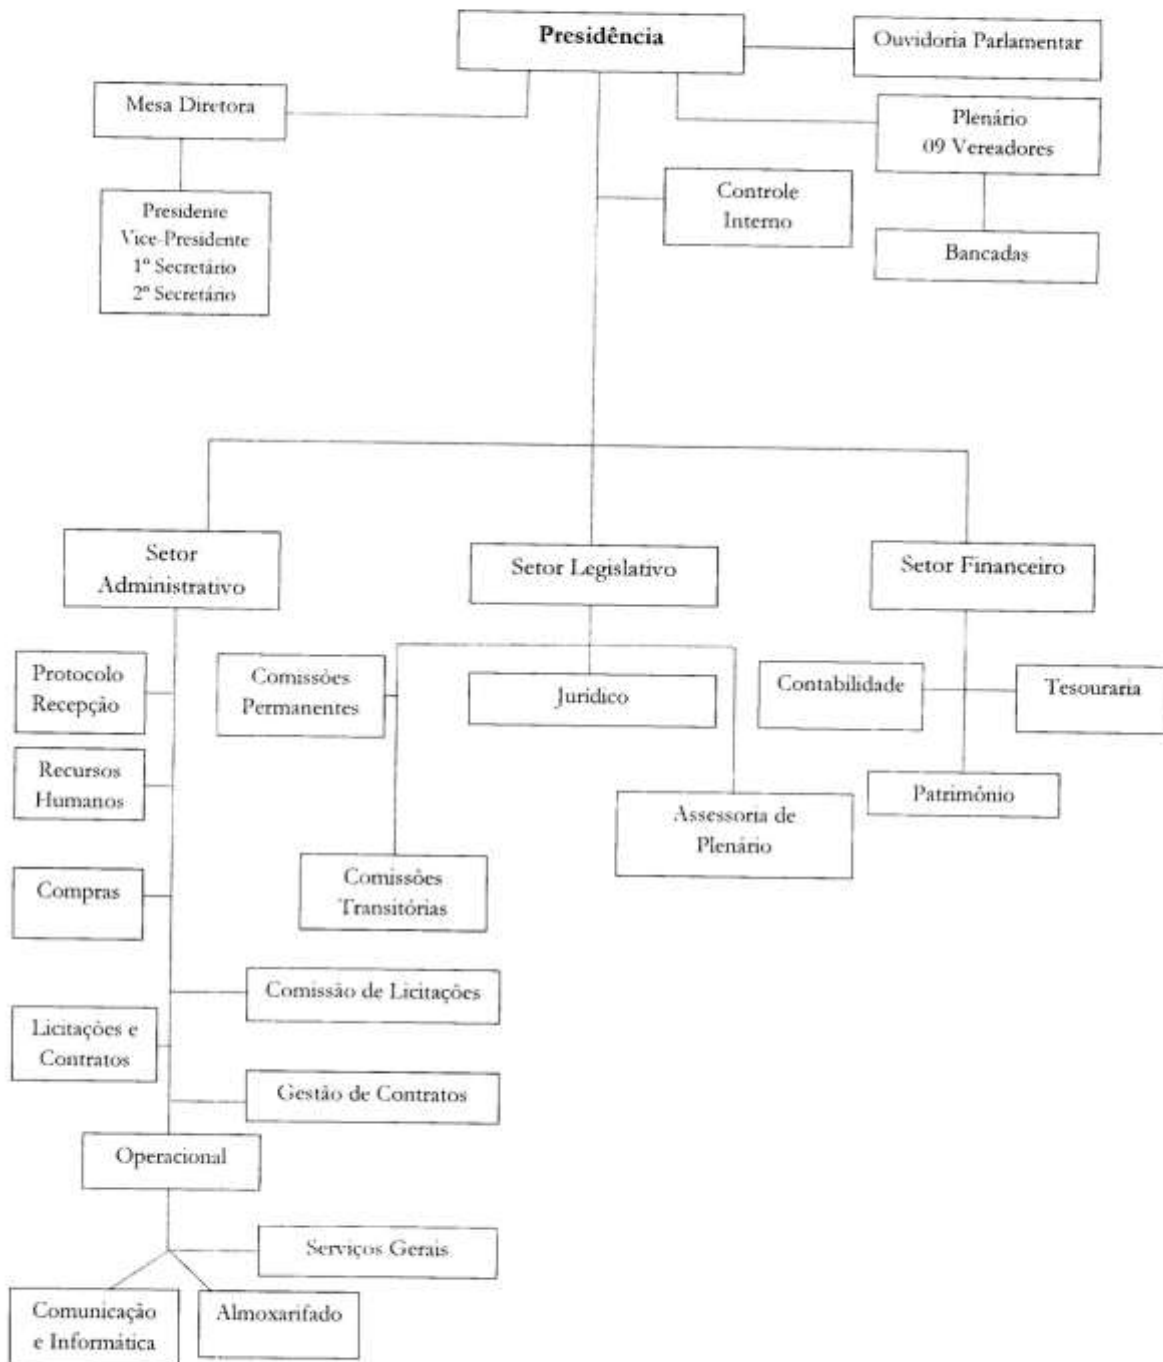 Presidência
Ouvidoria Parlamentar
Mesa Diretora
Plenário
09 Vereadores
Presidente
Vice-Presidente
1º Secretário
2º Secretário
Controle
Interno
Bancadas
Setor
Administrativo
Setor Legislativo
Setor Financeiro
Protocolo
Recepção
Comissões
Permanentes
Jurídico
Contabilidade
Tesouraria
Recursos
Humanos
Patrimônio
Assessoria de
Plenário
Compras
Comissões
Transitórias
Comissão de Licitações
Licitações e
Contratos
Gestão de Contratos
Operacional
Serviços Gerais
Comunicação
e Informática
Almoxarifado